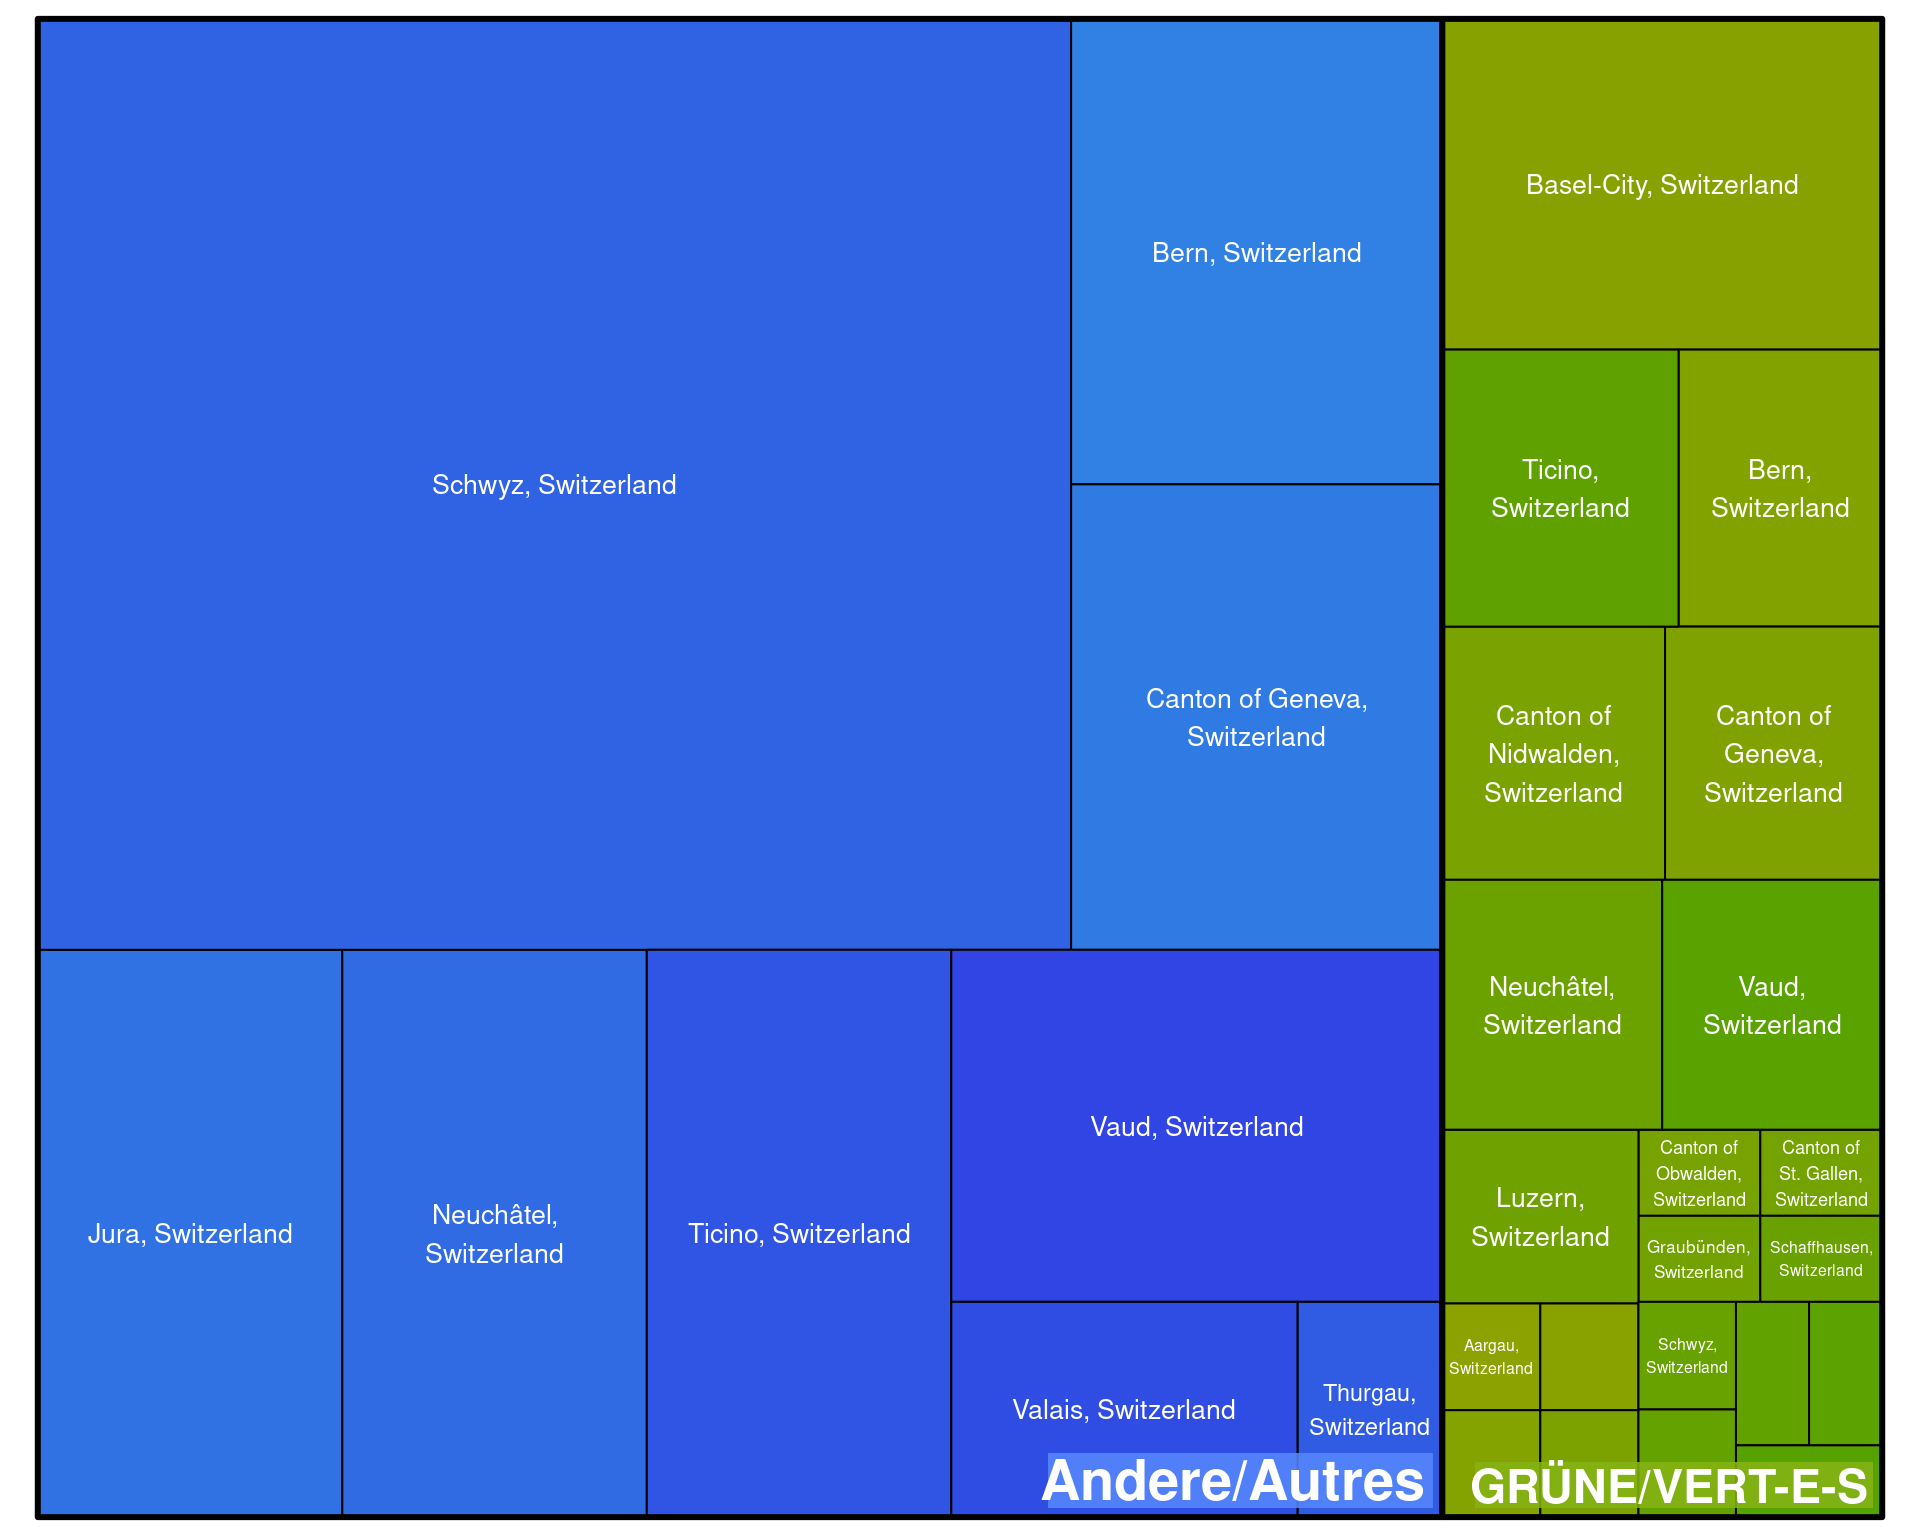 Schwyz, Switzerland
Bern, Switzerland
Canton of Geneva,
Switzerland
Jura, Switzerland
Neuchâtel,
Switzerland
Ticino, Switzerland
Vaud, Switzerland
Valais, Switzerland
Thurgau,
Switzerland
Andere/Autres
Basel-City, Switzerland
Ticino,
Switzerland
Bern,
Switzerland
Canton of
Nidwalden,
Switzerland
Canton of
Geneva,
Switzerland
Neuchâtel,
Switzerland
Vaud,
Switzerland
Luzern,
Switzerland
Canton of
Obwalden,
Switzerland
Canton of
St. Gallen,
Switzerland
Graubünden,
Switzerland
Schaffhausen,
Switzerland
Aargau,
Switzerland
Schwyz,
Switzerland
GRÜNE/VERT-E-S